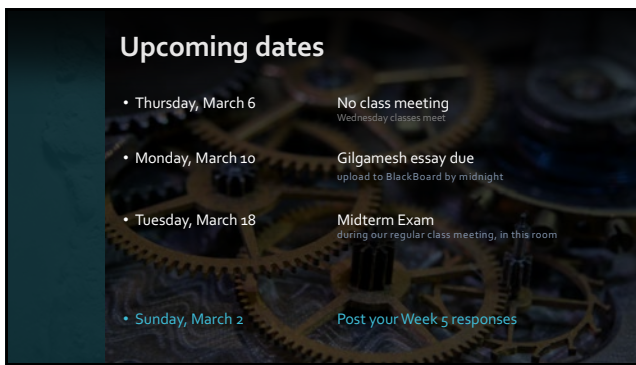 Upcoming dates
• Thursday, March 6
No class meeting
Wednesday classes meet
• Monday, March 10
Gilgamesh essay due
upload to BlackBoard by midnight
• Tuesday, March 18
Midterm Exam
during our regular class meeting, in this room
• Sunday, March 2
Post your Week 5 responses